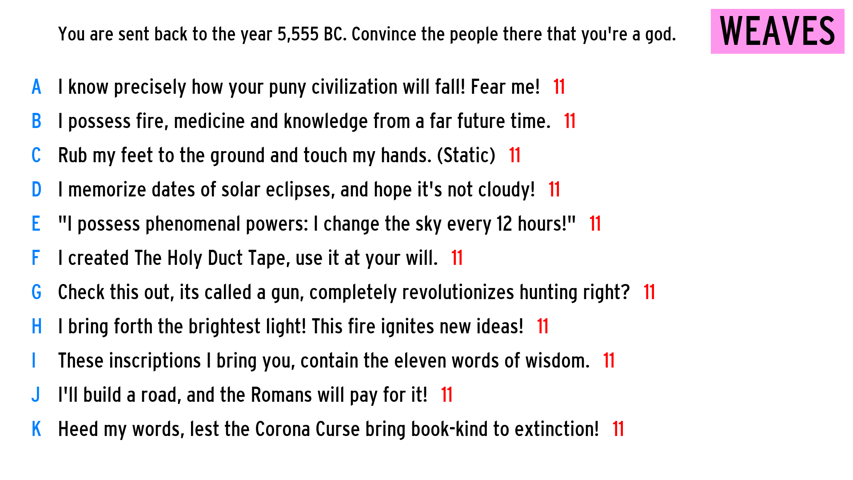 You are sent back to the year 5,555 BC. Convince the people there that you're a god.
WEAVES
A I know precisely how your puny civilization will fall! Fear me! 11
B I possess fire, medicine and knowledge from a far future time. 11
C Rub my feet to the ground and touch my hands. (Static) 11
D I memorize dates of solar eclipses, and hope it's not cloudy! 11
E "I possess phenomenal powers: I change the sky every 12 hours!" 11
F I created The Holy Duct Tape, use it at your will. 11
G Check this out, its called a gun, completely revolutionizes hunting right? 11
H I bring forth the brightest light! This fire ignites new ideas! 11
I These inscriptions I bring you, contain the eleven words of wisdom. 11
J I'll build a road, and the Romans will pay for it! 11
K Heed my words, lest the Corona Curse bring book-kind to extinction! 11